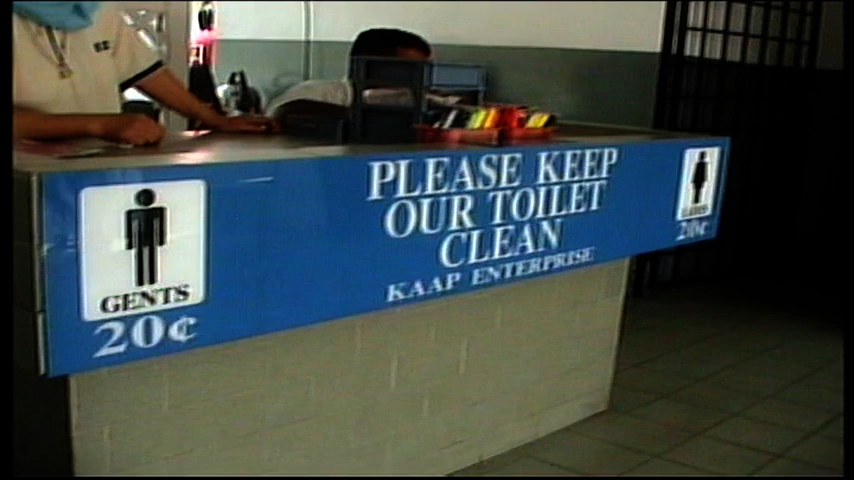 GENTS
20¢
PLEASE KEEP
OUR TOILET
CLEAN
KAAP ENTERPRISE
20¢